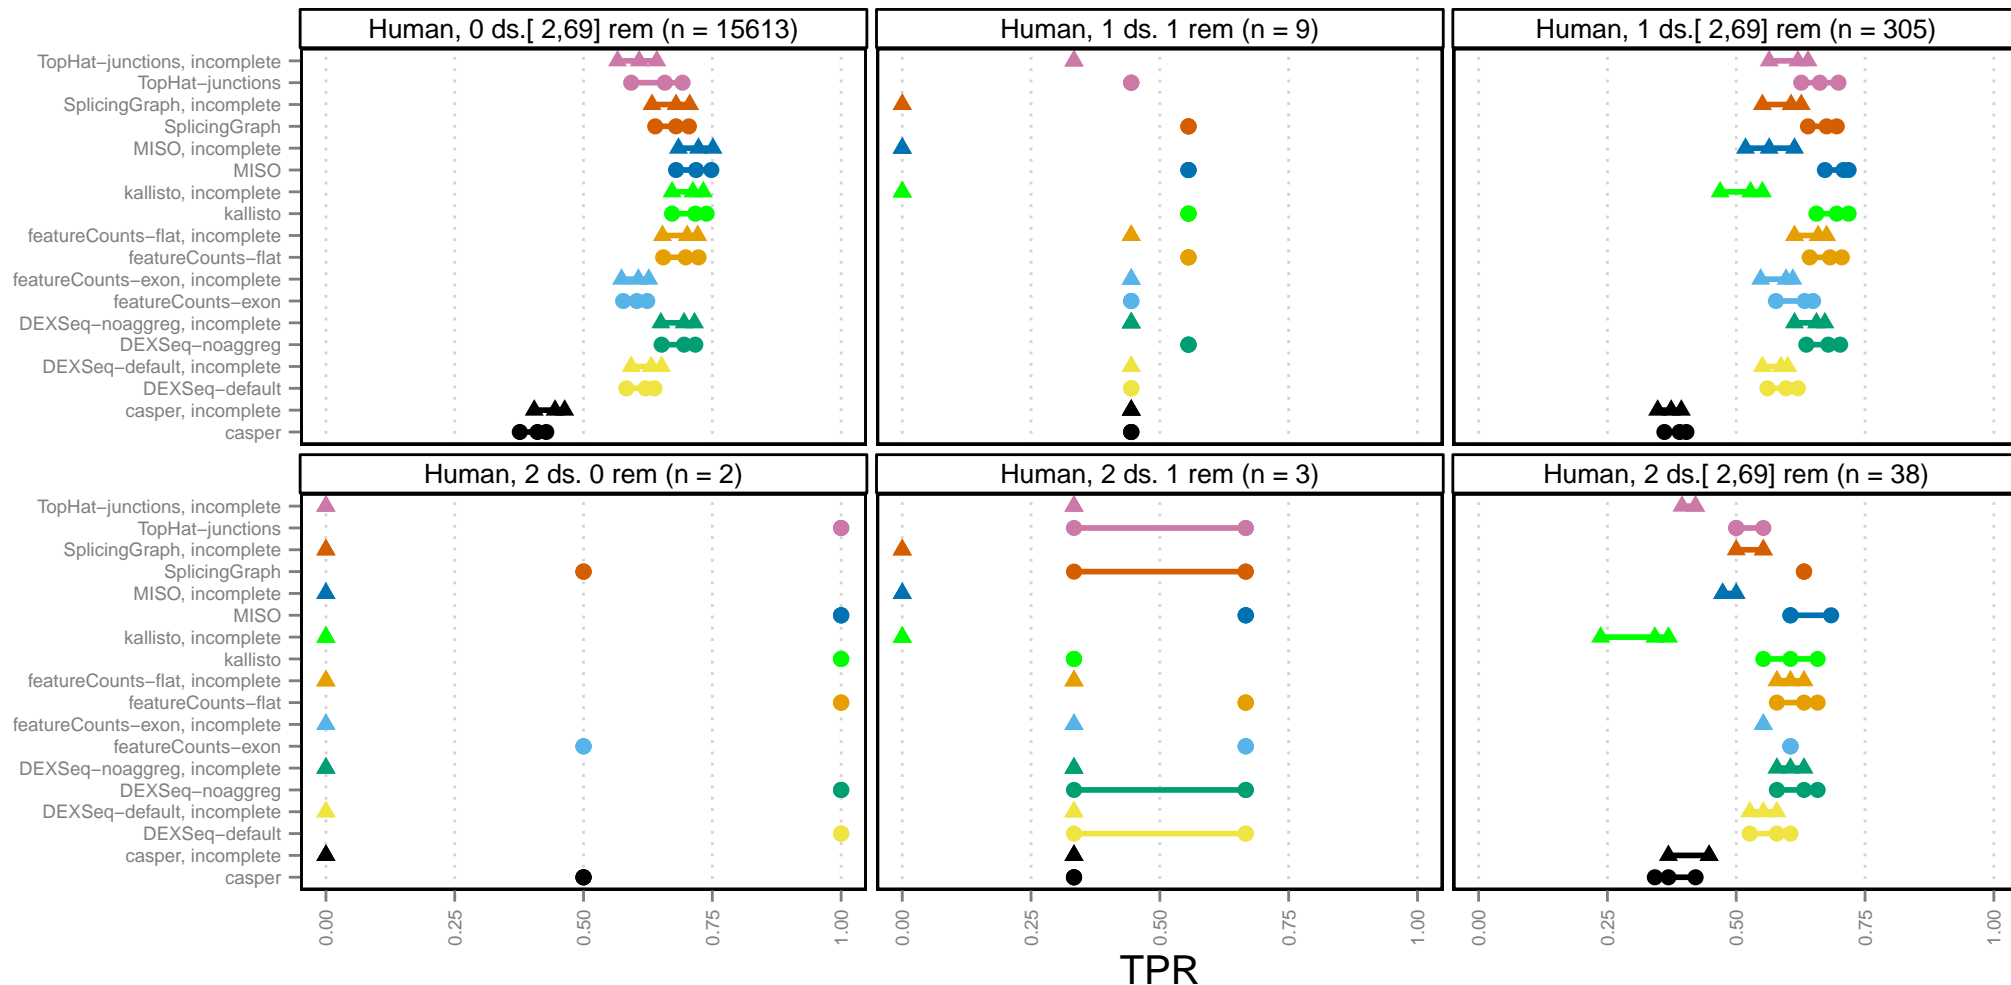 Human, 0 ds.[ 2,69] rem (n = 15613)
Human, 1 ds. 1 rem (n = 9)
Human, 1 ds.[ 2,69] rem (n = 305)
TopHat−junctions, incomplete
TopHat−junctions
SplicingGraph, incomplete
SplicingGraph
MISO, incomplete
MISO
kallisto, incomplete
kallisto
featureCounts−flat, incomplete
featureCounts−flat
featureCounts−exon, incomplete
featureCounts−exon
DEXSeq−noaggreg, incomplete
DEXSeq−noaggreg
DEXSeq−default, incomplete
DEXSeq−default
casper, incomplete
casper
Human, 2 ds. 0 rem (n = 2)
Human, 2 ds. 1 rem (n = 3)
Human, 2 ds.[ 2,69] rem (n = 38)
TopHat−junctions, incomplete
TopHat−junctions
SplicingGraph, incomplete
SplicingGraph
MISO, incomplete
MISO
kallisto, incomplete
kallisto
featureCounts−flat, incomplete
featureCounts−flat
featureCounts−exon, incomplete
featureCounts−exon
DEXSeq−noaggreg, incomplete
DEXSeq−noaggreg
DEXSeq−default, incomplete
DEXSeq−default
casper, incomplete
casper
0.00 0.25 0.50 0.75 1.00
0.00 0.25 0.50 0.75 1.00
0.00 0.25 0.50 0.75 1.00
TPR